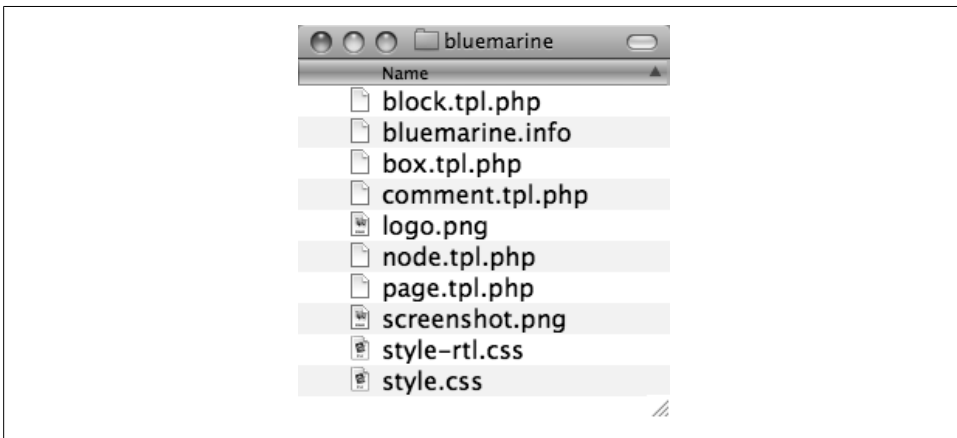 bluemarine
Name
block.tpl.php
bluemarine.info
box.tpl.php
comment.tpl.php
logo.png
node.tpl.php
page.tpl.php
screenshot.png
style-rtl.css
style.css